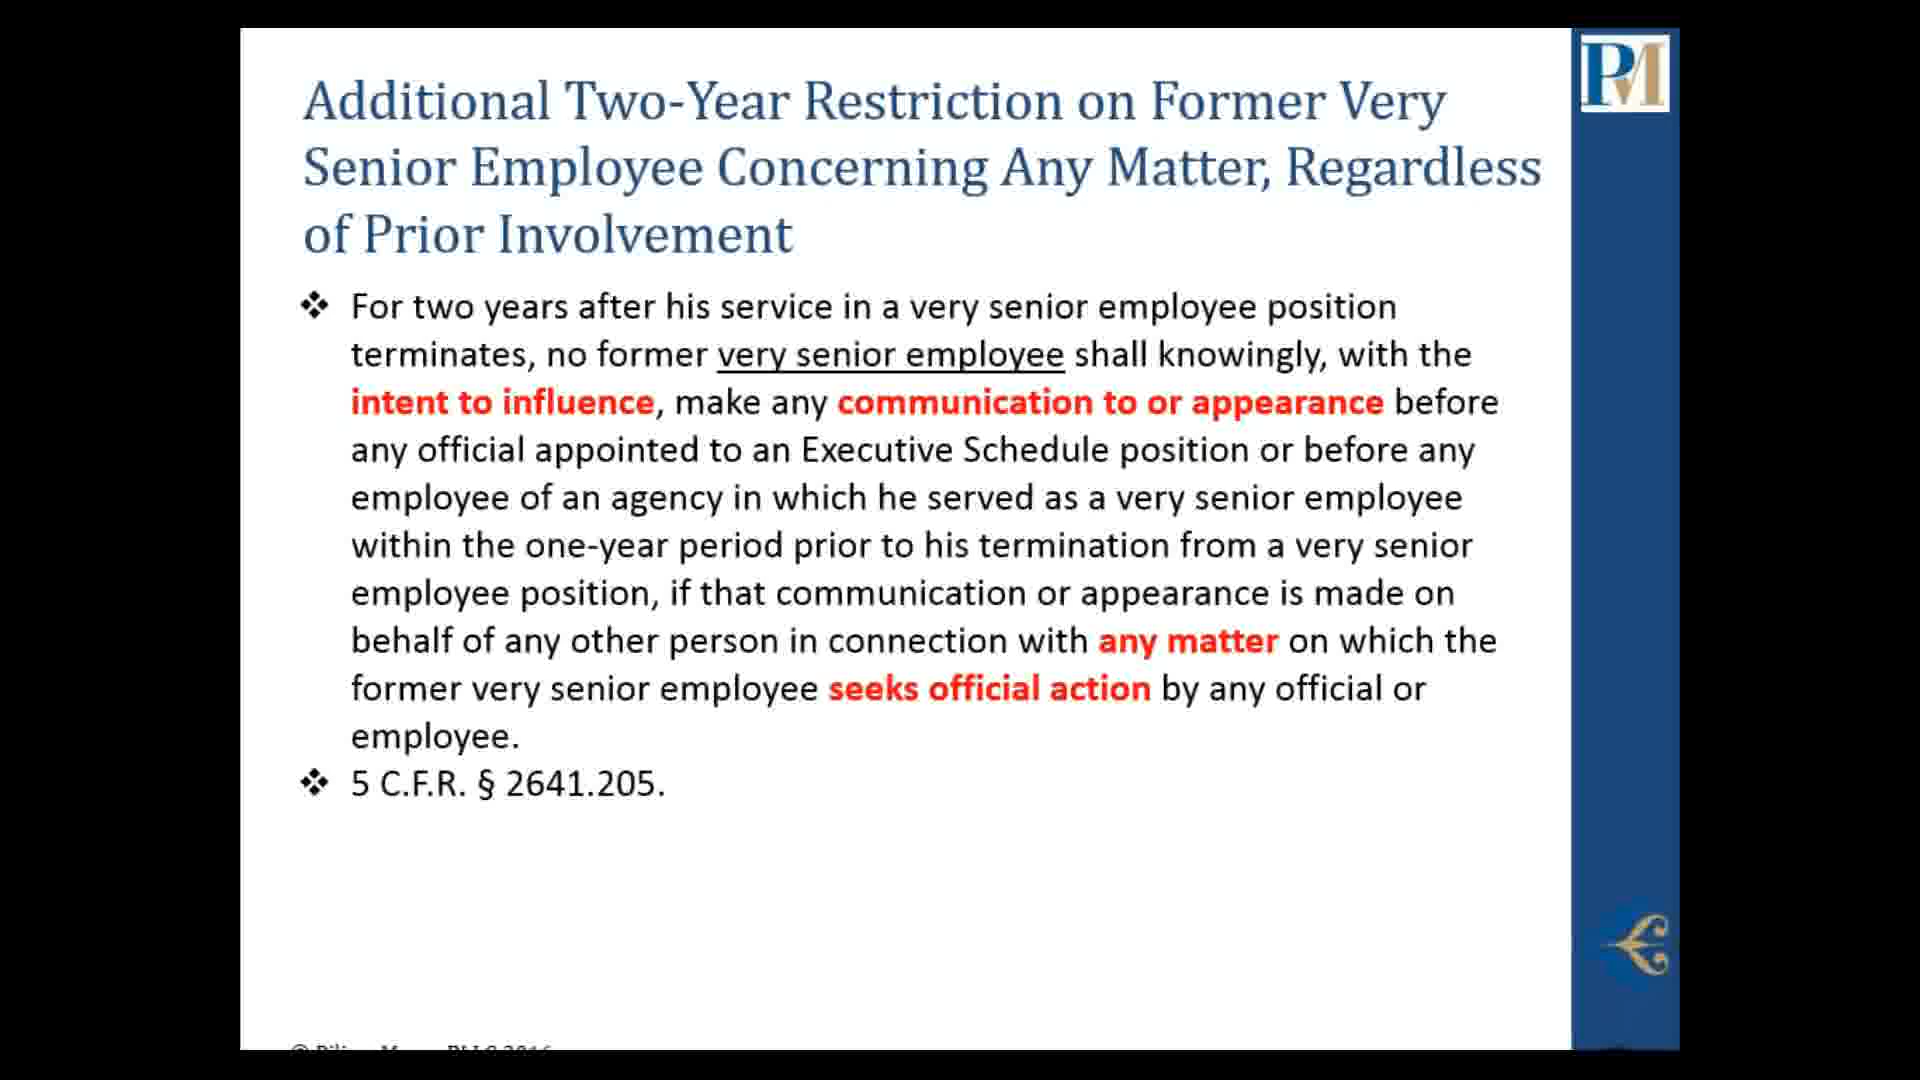 PM
Additional Two-Year Restriction on Former Very
Senior Employee Concerning Any Matter, Regardless
of Prior Involvement
❖ For two years after his service in a very senior employee position
terminates, no former very senior employee shall knowingly, with the
intent to influence, make any communication to or appearance before
any official appointed to an Executive Schedule position or before any
employee of an agency in which he served as a very senior employee
within the one-year period prior to his termination from a very senior
employee position, if that communication or appearance is made on
behalf of any other person in connection with any matter on which the
former very senior employee seeks official action by any official or
employee.
❖ 5 C.F.R. § 2641.205.